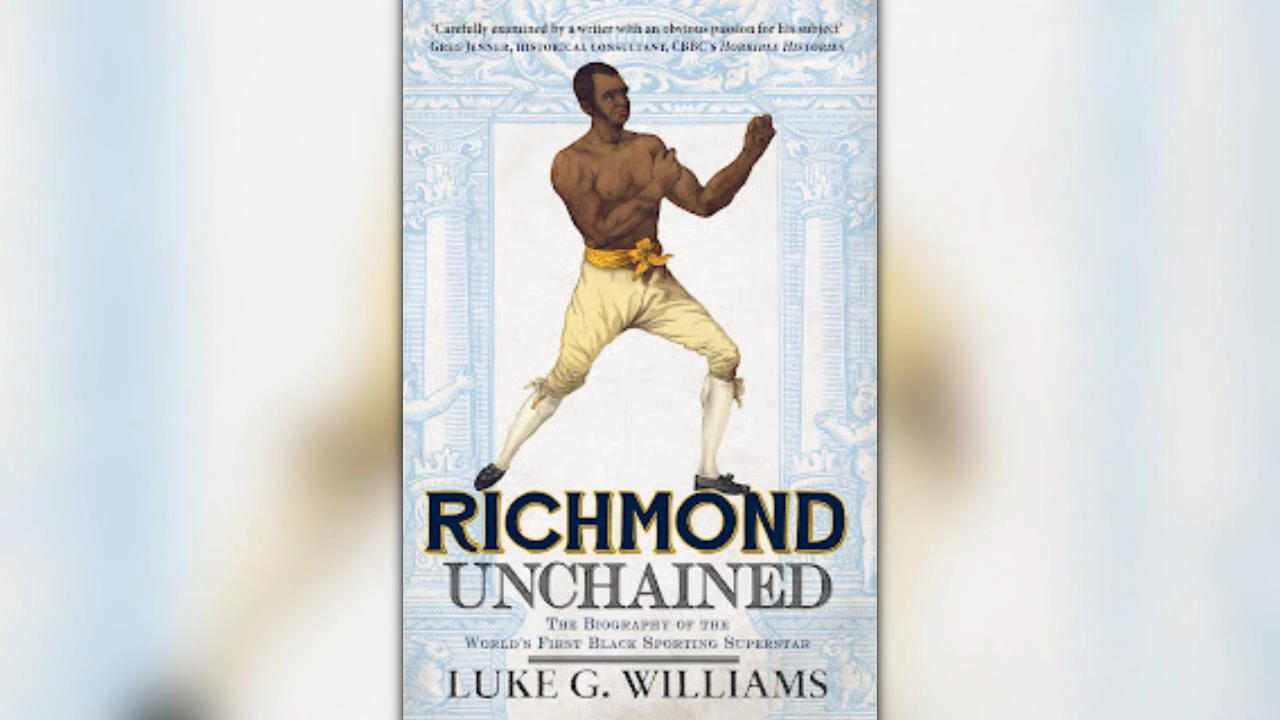 'Carefully examined by a writer with an obvious passion for his subject'
GREG JENNER, HISTORICAL CONSULTANT, CBBC'S HORRIBLE HISTORIES
RICHMOND
UNCHAINED
THE BIOGRAPHY OF THE
WORLD'S FIRST BLACK SPORTING SUPERSTAR
LUKE G. WILLIAMS